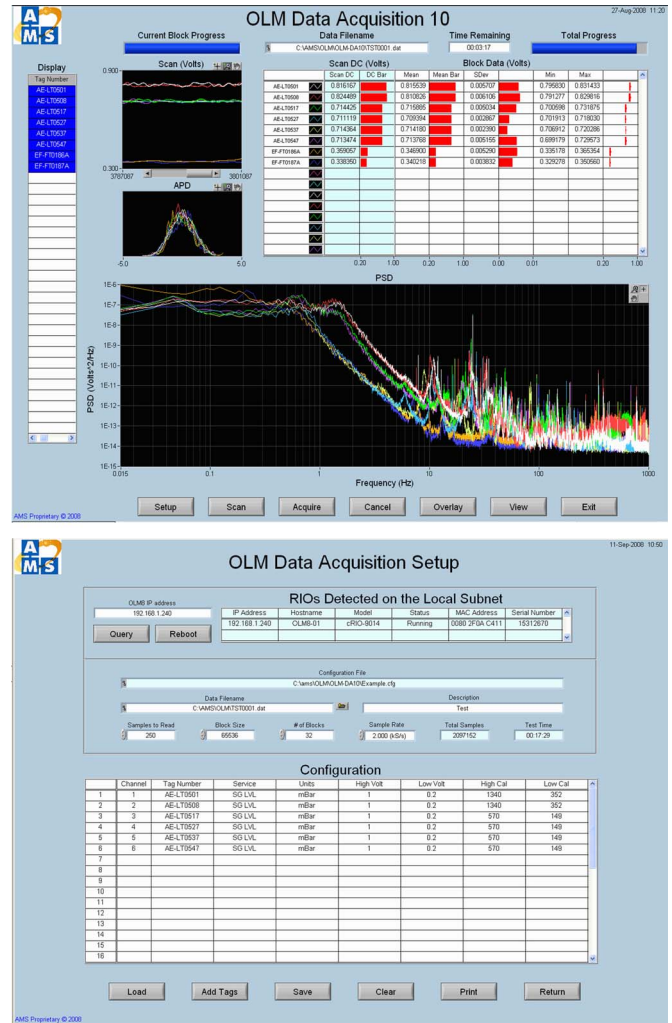 27-Aug-2008 11:20
A
M S
OLM Data Acquisition 10
Current Block Progress
Data Filename
Time Remaining
Total Progress
C:\AMS\OLM\OLM-DA10\TST0001.dat
00:03:17
Display
Tag Number
AE-LT0501
AE-LT0508
AE-LT0517
AE-LT0527
AE-LT0537
AE-LT0547
EF-FT0186A
EF-FT0187A
Scan (Volts)
0.900
0.300
3787087 3801087
APD
-5.0 5.0
Scan DC (Volts) Block Data (Volts)
Scan DC DC Bar Mean Mean Bar SDev Min Max
AE-LT0501 0.816167 0.815539 0.005707 0.795830 0.831433
AE-LT0508 0.824489 0.810826 0.006106 0.791277 0.829816
AE-LT0517 0.714425 0.715885 0.005034 0.700598 0.731875
AE-LT0527 0.711119 0.709394 0.002867 0.701913 0.718030
AE-LT0537 0.714364 0.714180 0.002390 0.706912 0.720286
AE-LT0547 0.713474 0.713768 0.005155 0.699179 0.729573
EF-FT0186A 0.359057 0.346900 0.005290 0.335178 0.365354
EF-FT0187A 0.338350 0.340218 0.003832 0.329278 0.350560
0.20 1.00 0.20 1.00 0.00 0.01 0.20 1.00
PSD
PSD (Volts^2/Hz)
1E-6
1E-7
1E-8
1E-9
1E-10
1E-11
1E-12
1E-13
1E-14
1E-15
0.015 0.1 1 10 100 1000
Frequency (Hz)
Setup Scan Acquire Cancel Overlay View Exit
AMS Proprietary © 2008
11-Sep-2008 10:50
A
M S
OLM Data Acquisition Setup
OLM8 IP address
192.168.1.240
Query Reboot
RIOs Detected on the Local Subnet
IP Address Hostname Model Status MAC Address Serial Number
192.168.1.240 OLM8-01 cRIO-9014 Running 0080 2F0A C411 15312670
Configuration File
C:\ams\OLM\OLM-DA10\Example.cfg
Data Filename Description
C:\AMS\OLM\TST0001.dat Test
Samples to Read Block Size # of Blocks Sample Rate Total Samples Test Time
250 65536 32 2.000 (kS/s) 2097152 00:17:29
Configuration
Channel Tag Number Service Units High Volt Low Volt High Cal Low Cal
1 1 AE-LT0501 SG LVL mBar 1 0.2 1340 352
2 2 AE-LT0508 SG LVL mBar 1 0.2 1340 352
3 3 AE-LT0517 SG LVL mBar 1 0.2 570 149
4 4 AE-LT0527 SG LVL mBar 1 0.2 570 149
5 5 AE-LT0537 SG LVL mBar 1 0.2 570 149
6 6 AE-LT0547 SG LVL mBar 1 0.2 570 149
7
8
9
10
11
12
13
14
15
16
Load Add Tags Save Clear Print Return
AMS Proprietary © 2008